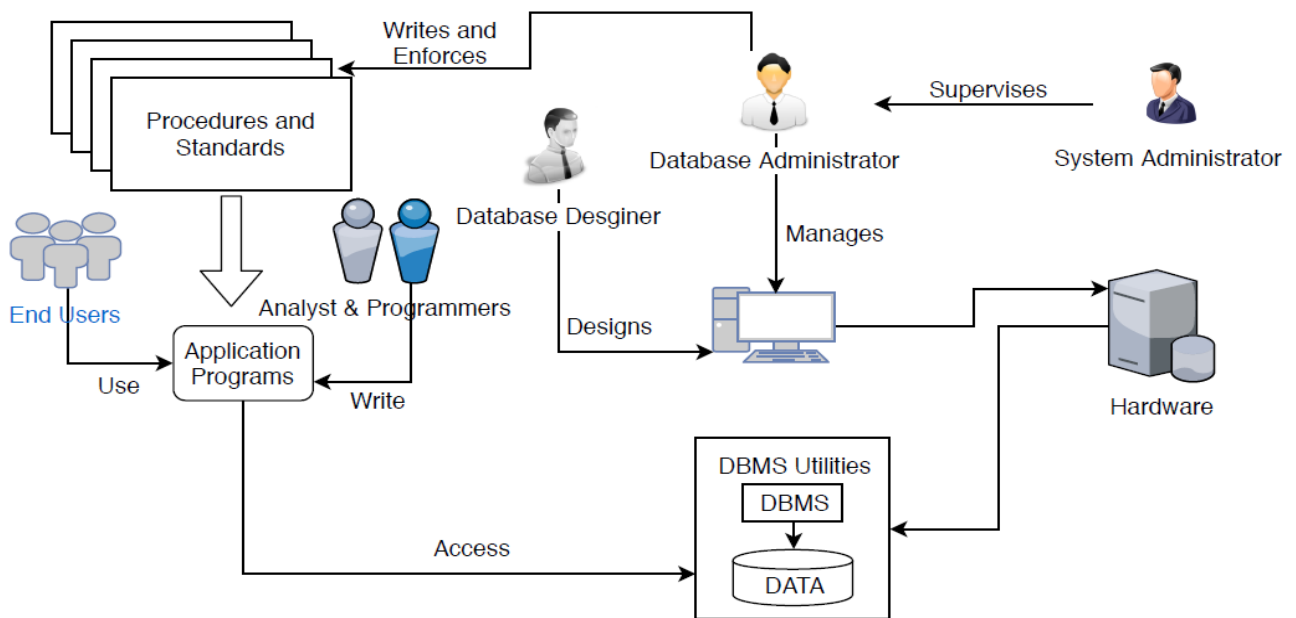 Writes and
Enforces
Supervises
Procedures and
Standards
Database Administrator
System Administrator
Database Desginer
Manages
End Users
Analyst & Programmers
Designs
Application
Programs
Use
Write
Hardware
DBMS Utilities
DBMS
Access
DATA